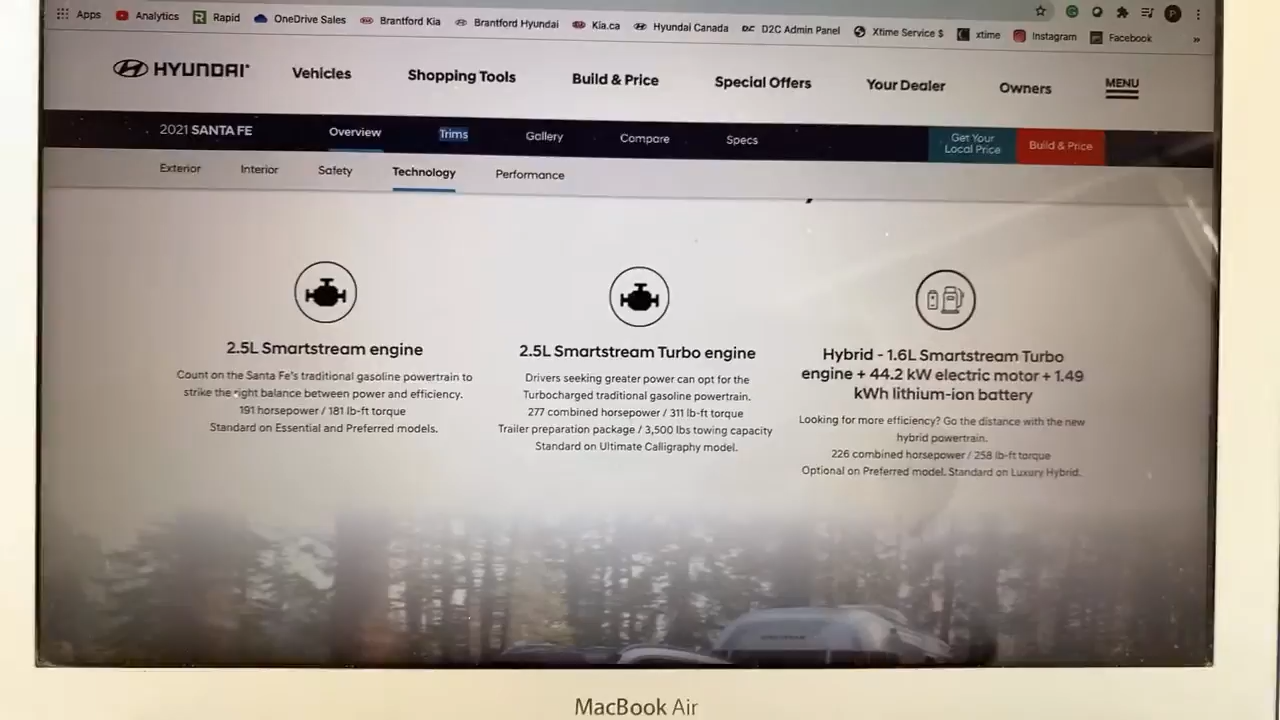 Apps Analytics Rapid OneDrive Sales Brantford Kia Brantford Hyundai Kia.ca Hyundai Canada D2C Admin Panel Xtime Service $ xtime Instagram Facebook »
HYUNDAI Vehicles Shopping Tools Build & Price Special Offers Your Dealer Owners MENU
2021 SANTA FE Overview Trims Gallery Compare Specs Get Your Local Price Build & Price
Exterior Interior Safety Technology Performance
2.5L Smartstream engine
Count on the Santa Fe's traditional gasoline powertrain to
strike the right balance between power and efficiency.
191 horsepower / 181 lb-ft torque
Standard on Essential and Preferred models.
2.5L Smartstream Turbo engine
Drivers seeking greater power can opt for the
Turbocharged traditional gasoline powertrain.
277 combined horsepower / 311 lb-ft torque
Trailer preparation package / 3,500 lbs towing capacity
Standard on Ultimate Calligraphy model.
Hybrid - 1.6L Smartstream Turbo
engine + 44.2 kW electric motor + 1.49
kWh lithium-ion battery
Looking for more efficiency? Go the distance with the new
hybrid powertrain.
226 combined horsepower / 258 lb-ft torque
Optional on Preferred model. Standard on Luxury Hybrid.
MacBook Air